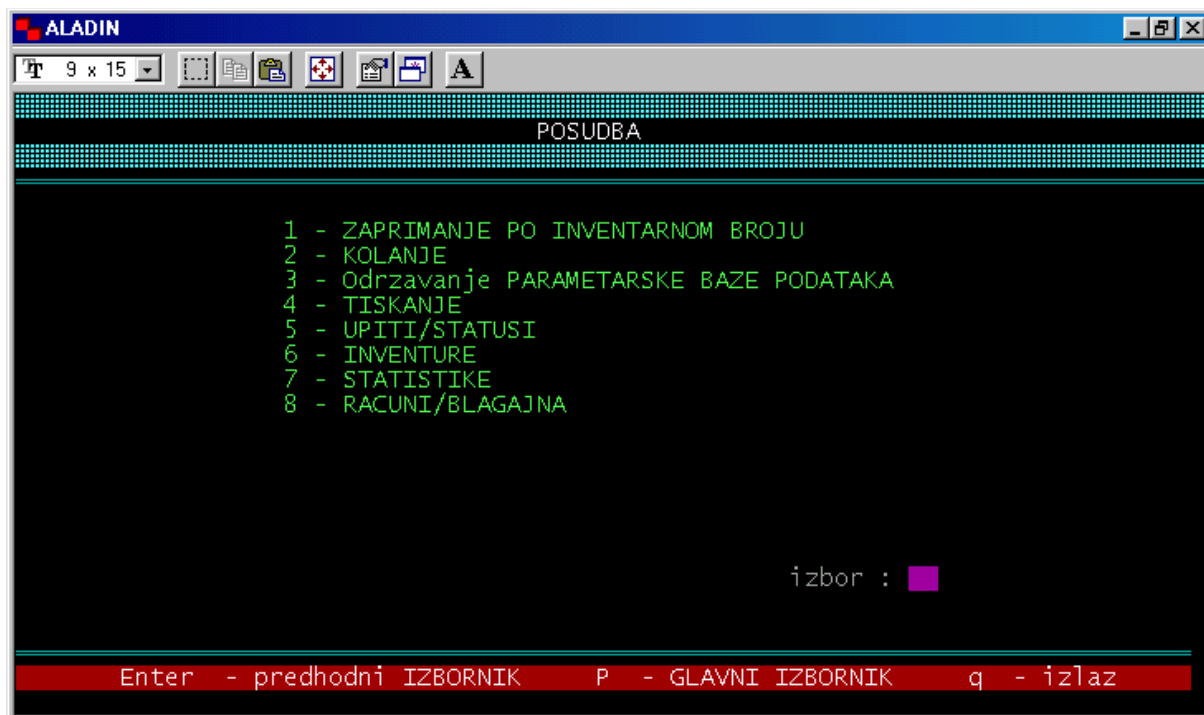 ALADIN
9 x 15
A
POSUDBA
1 - ZAPRIMANJE PO INVENTARNOM BROJU
2 - KOLANJE
3 - Odrzavanje PARAMETARSKE BAZE PODATAKA
4 - TISKANJE
5 - UPITI/STATUSI
6 - INVENTURE
7 - STATISTIKE
8 - RACUNI/BLAGAJNA
izbor :
Enter - predhodni IZBORNIK P - GLAVNI IZBORNIK q - izlaz